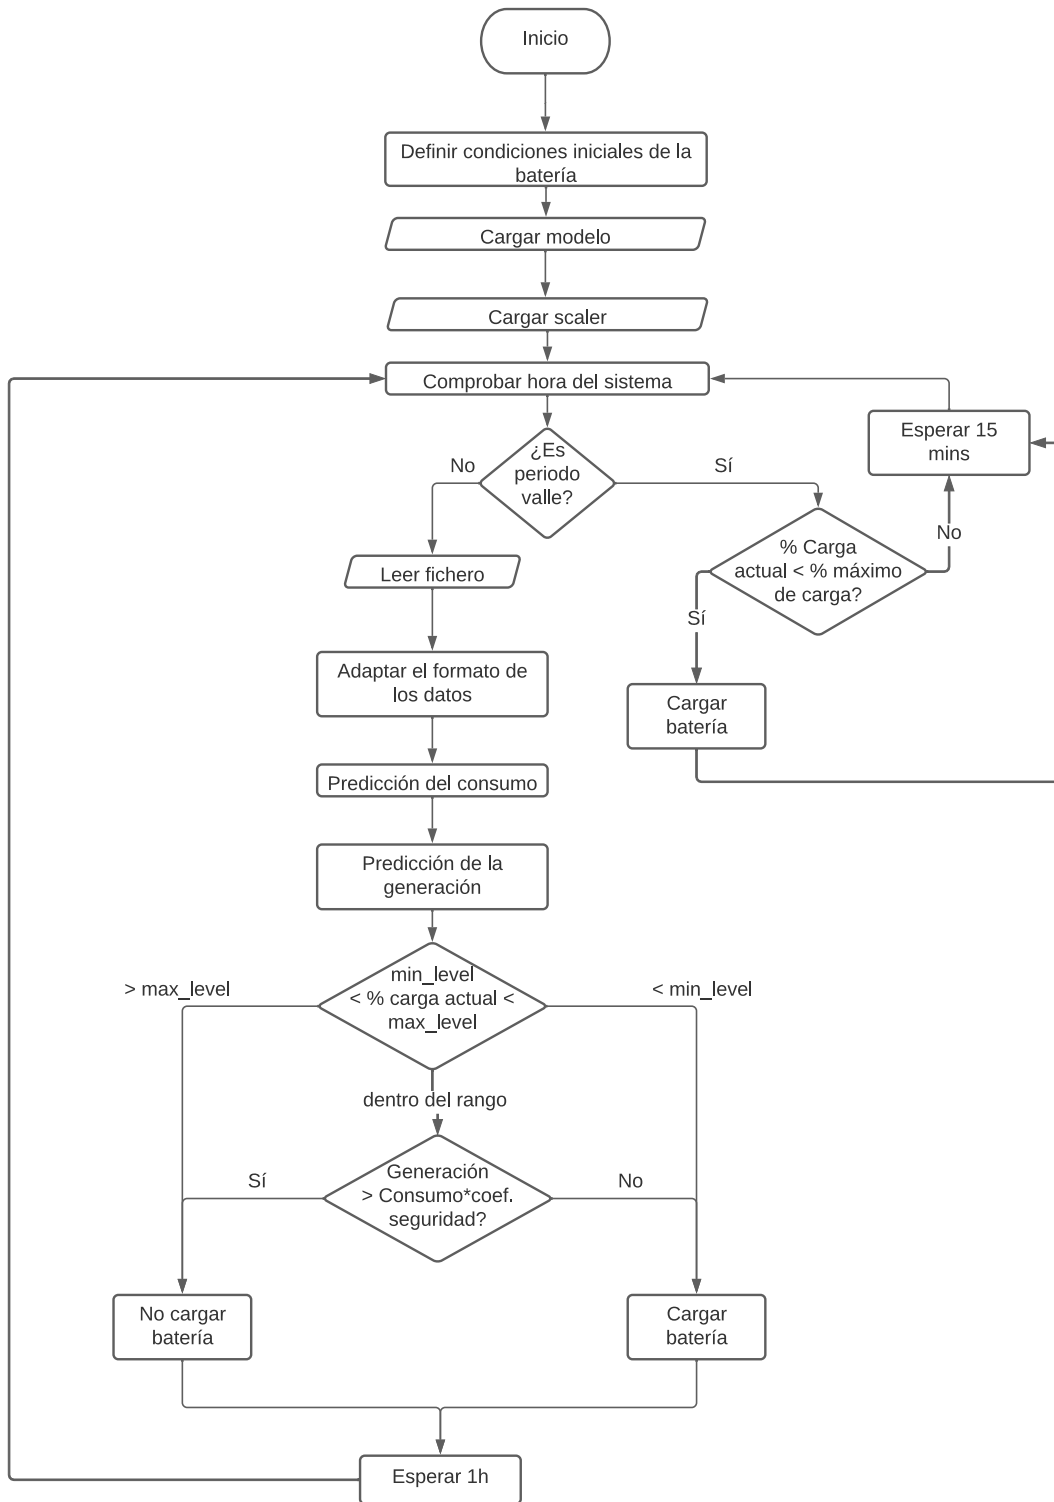 Inicio
Definir condiciones iniciales de la
batería
Cargar modelo
Cargar scaler
Comprobar hora del sistema
Esperar 15
mins
¿Es
periodo
valle?
No
Sí
No
% Carga
actual < % máximo
de carga?
Leer fichero
Sí
Adaptar el formato de
los datos
Cargar
batería
Predicción del consumo
Predicción de la
generación
min_level
< % carga actual <
max_level
> max_level
< min_level
dentro del rango
Generación
> Consumo*coef.
seguridad?
Sí
No
No cargar
batería
Cargar
batería
Esperar 1h